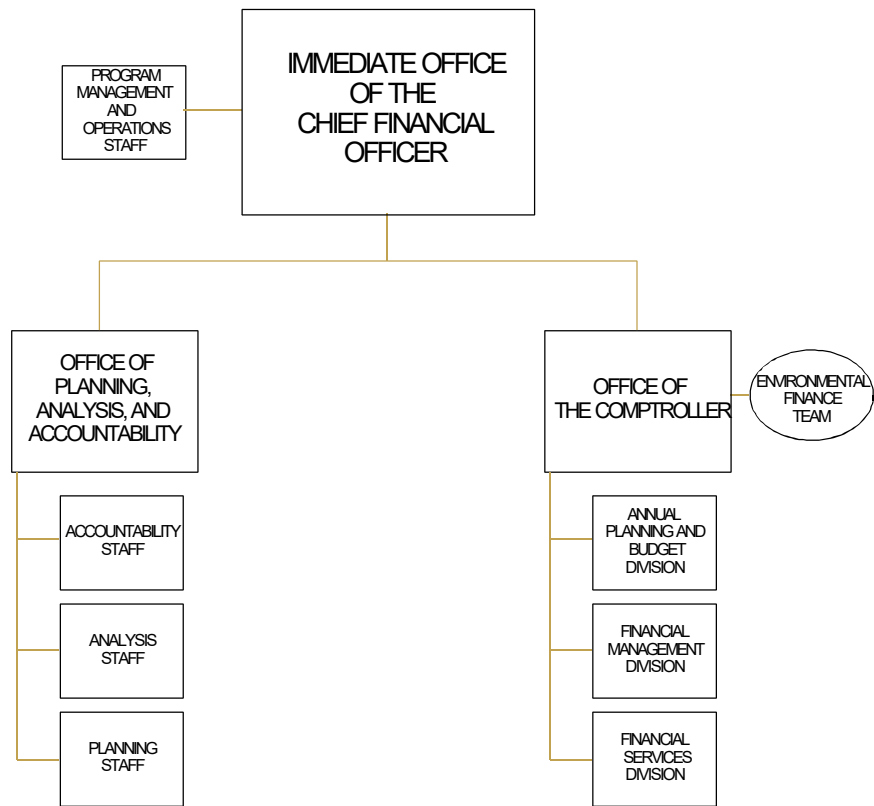 IMMEDIATE OFFICE
OF THE
CHIEF FINANCIAL
OFFICER
PROGRAM
MANAGEMENT
AND
OPERATIONS
STAFF
OFFICE OF
PLANNING,
ANALYSIS, AND
ACCOUNTABILITY
OFFICE OF
THE COMPTROLLER
ENVIRONMENTAL
FINANCE
TEAM
ACCOUNTABILITY
STAFF
ANALYSIS
STAFF
PLANNING
STAFF
ANNUAL
PLANNING AND
BUDGET
DIVISION
FINANCIAL
MANAGEMENT
DIVISION
FINANCIAL
SERVICES
DIVISION